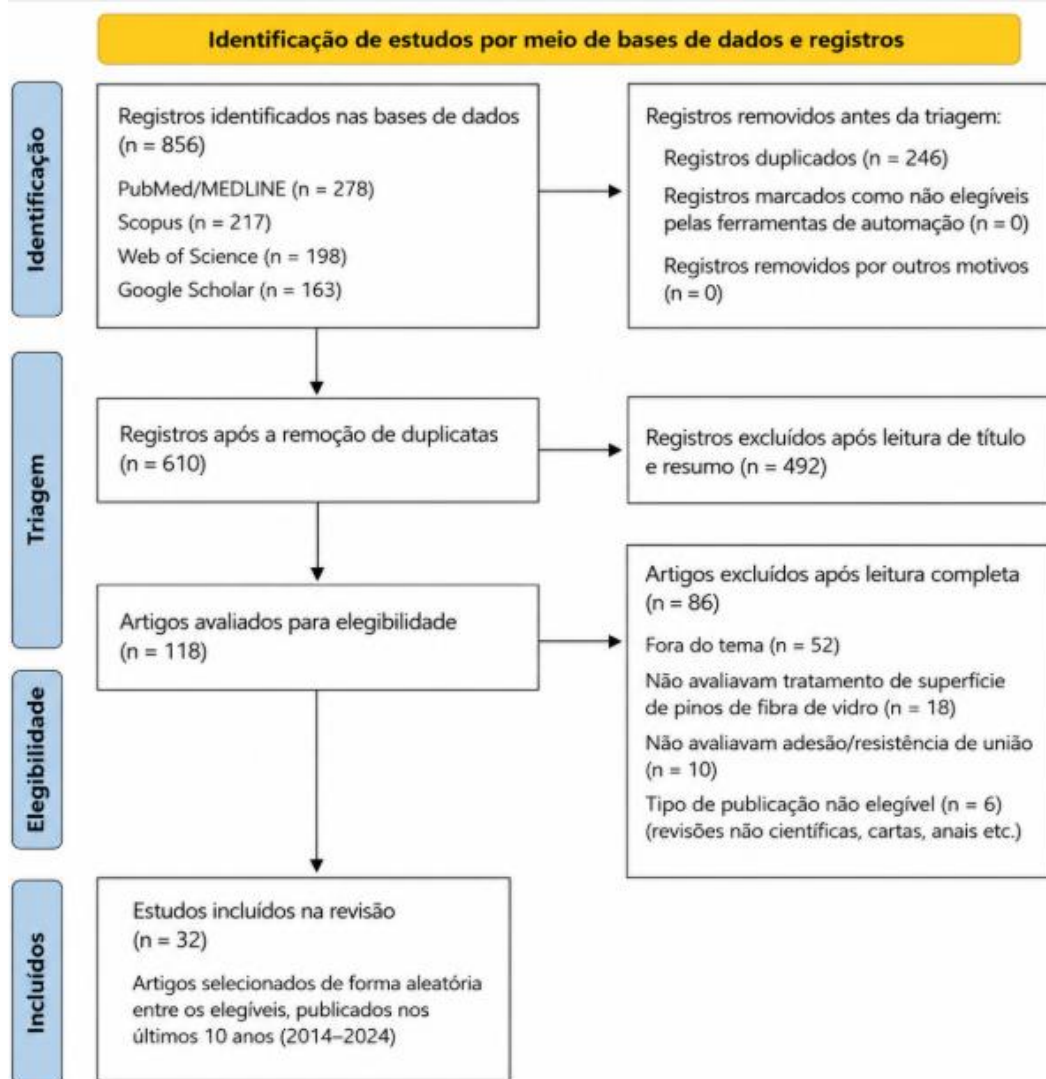 Identificação de estudos por meio de bases de dados e registros
Identificação
Registros identificados nas bases de dados
(n = 856)
PubMed/MEDLINE (n = 278)
Scopus (n = 217)
Web of Science (n = 198)
Google Scholar (n = 163)
Registros removidos antes da triagem:
Registros duplicados (n = 246)
Registros marcados como não elegíveis
pelas ferramentas de automação (n = 0)
Registros removidos por outros motivos
(n = 0)
Triagem
Registros após a remoção de duplicatas
(n = 610)
Registros excluídos após leitura de título
e resumo (n = 492)
Artigos avaliados para elegibilidade
(n = 118)
Elegibilidade
Artigos excluídos após leitura completa
(n = 86)
Fora do tema (n = 52)
Não avaliavam tratamento de superfície
de pinos de fibra de vidro (n = 18)
Não avaliavam adesão/resistência de união
(n = 10)
Tipo de publicação não elegível (n = 6)
(revisões não científicas, cartas, anais etc.)
Incluídos
Estudos incluídos na revisão
(n = 32)
Artigos selecionados de forma aleatória
entre os elegíveis, publicados nos
últimos 10 anos (2014–2024)